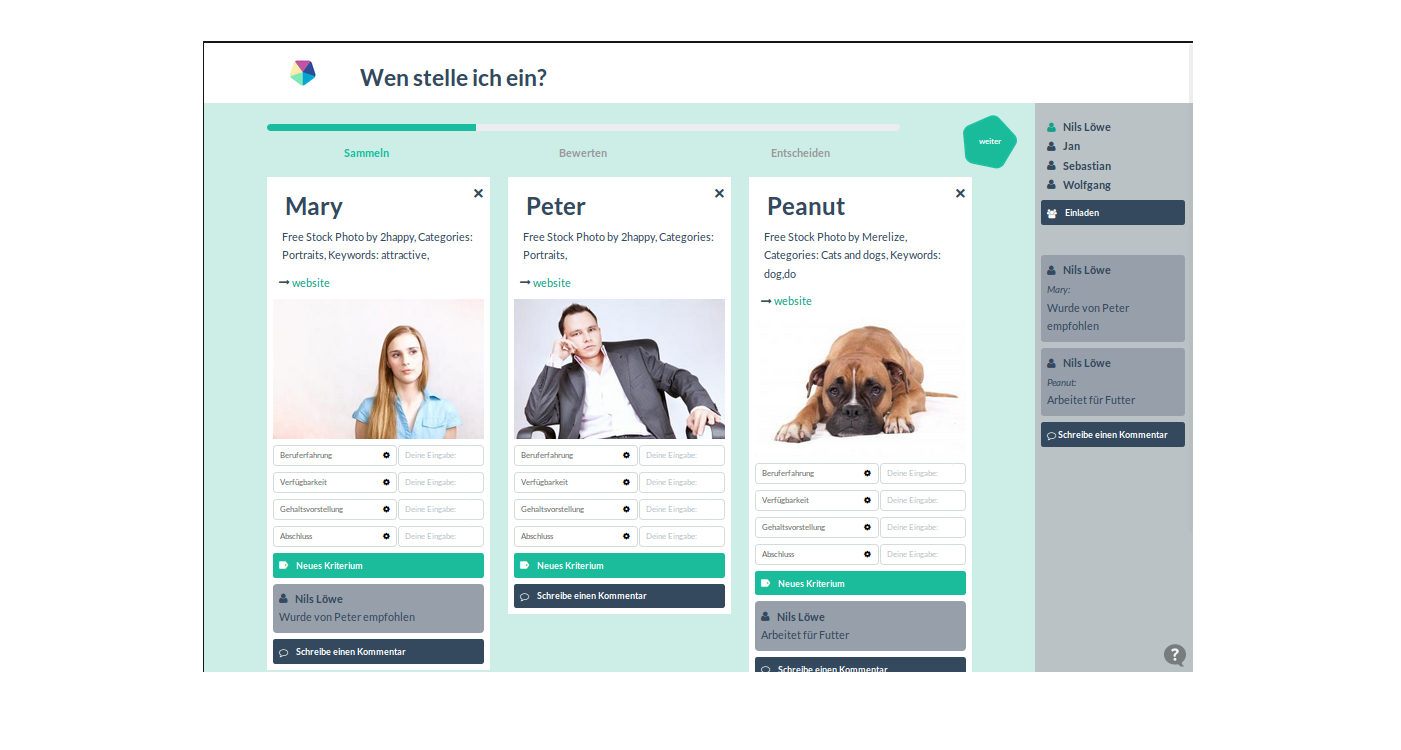 Wen stelle ich ein?
Sammeln
Bewerten
Entscheiden
weiter
Mary
Free Stock Photo by 2happy, Categories:
Portraits, Keywords: attractive,
website
Beruferfahrung
Deine Eingabe:
Verfügbarkeit
Deine Eingabe:
Gehaltsvorstellung
Deine Eingabe:
Abschluss
Deine Eingabe:
Neues Kriterium
Nils Löwe
Wurde von Peter empfohlen
Schreibe einen Kommentar
Peter
Free Stock Photo by 2happy, Categories:
Portraits,
website
Beruferfahrung
Deine Eingabe:
Verfügbarkeit
Deine Eingabe:
Gehaltsvorstellung
Deine Eingabe:
Abschluss
Deine Eingabe:
Neues Kriterium
Schreibe einen Kommentar
Peanut
Free Stock Photo by Merelize,
Categories: Cats and dogs, Keywords:
dog,do
website
Beruferfahrung
Deine Eingabe:
Verfügbarkeit
Deine Eingabe:
Gehaltsvorstellung
Deine Eingabe:
Abschluss
Deine Eingabe:
Neues Kriterium
Nils Löwe
Arbeitet für Futter
Schreibe einen Kommentar
Nils Löwe
Jan
Sebastian
Wolfgang
Einladen
Nils Löwe
Mary:
Wurde von Peter
empfohlen
Nils Löwe
Peanut:
Arbeitet für Futter
Schreibe einen Kommentar
?